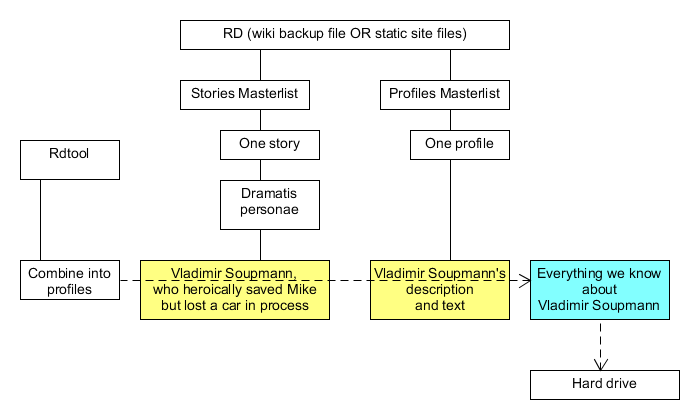 RD (wiki backup file OR static site files)
Stories Masterlist
Profiles Masterlist
One story
One profile
Rdtool
Dramatis
personae
Combine into
profiles
Vladimir Soupmann,
who heroically saved Mike
but lost a car in process
Vladimir Soupmann's
description
and text
Everything we know
about
Vladimir Soupmann
Hard drive